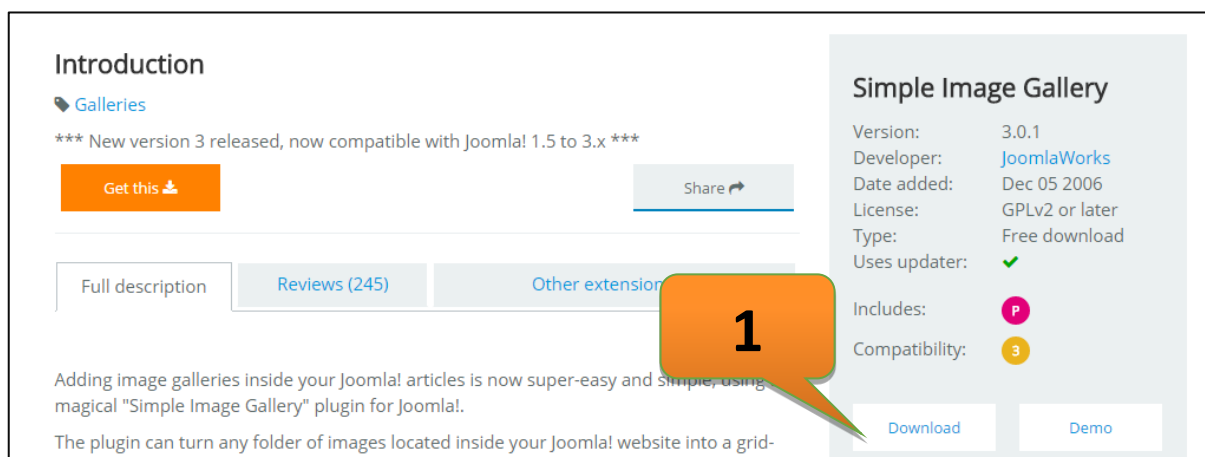 Introduction
Galleries
*** New version 3 released, now compatible with Joomla! 1.5 to 3.x ***
Get this
Share
Full description
Reviews (245)
Other extension
Adding image galleries inside your Joomla! articles is now super-easy and simple, using
magical "Simple Image Gallery" plugin for Joomla!.
The plugin can turn any folder of images located inside your Joomla! website into a grid-
1
Simple Image Gallery
Version: 3.0.1
Developer: JoomlaWorks
Date added: Dec 05 2006
License: GPLv2 or later
Type: Free download
Uses updater:
Includes: P
Compatibility: 3
Download
Demo